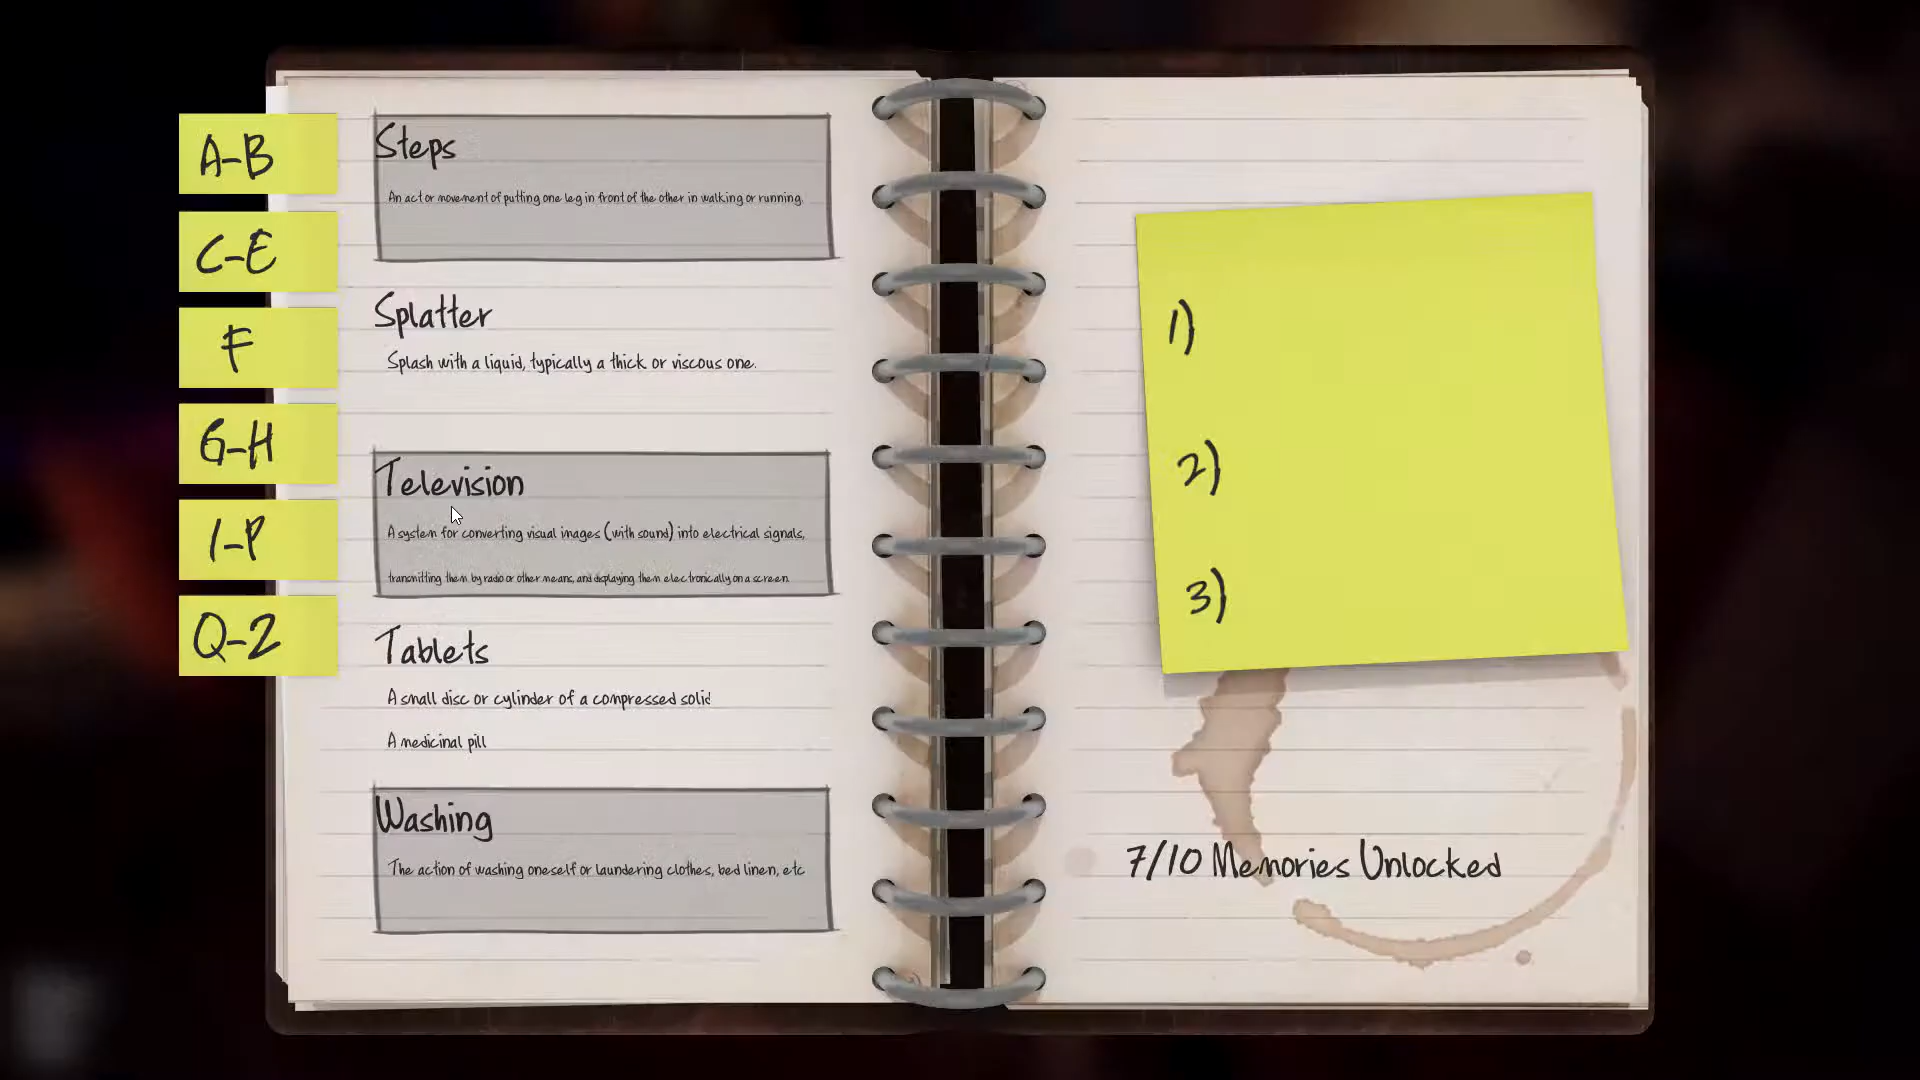 A-B
C-E
F
G-H
I-P
Q-Z
Steps
An act or movement of putting one leg in front of the other in walking or running.
Splatter
Splash with a liquid, typically a thick or viscous one.
Television
A system for converting visual images (with sound) into electrical signals,
transmitting them by radio or other means, and displaying them electronically on a screen.
Tablets
A small disc or cylinder of a compressed solid
A medicinal pill
Washing
The action of washing oneself or laundering clothes, bed linen, etc
1)
2)
3)
7/10 Memories Unlocked